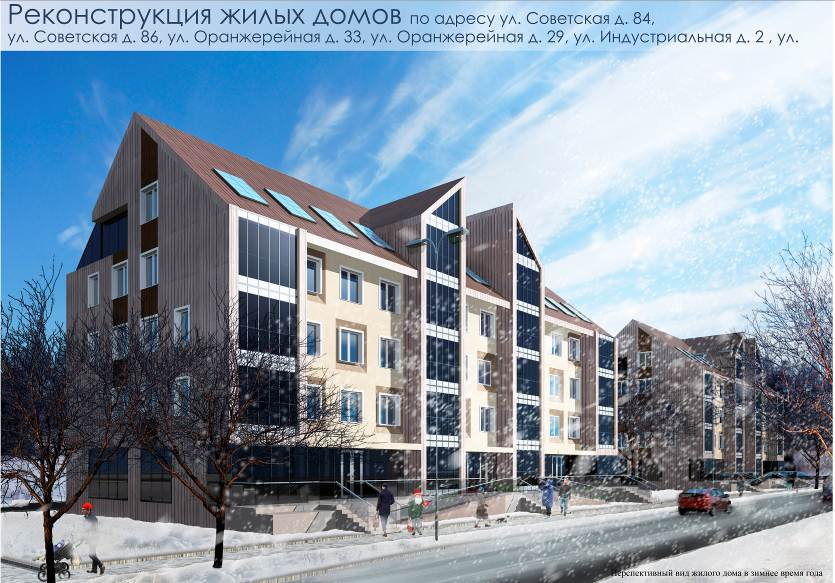 Реконструкция жилых домов по адресу ул. Советская д. 84,
ул. Советская д. 86, ул. Оранжерейная д. 33, ул. Оранжерейная д. 29, ул. Индустриальная д. 2 , ул.
Перспективный вид жилого дома в зимнее время года